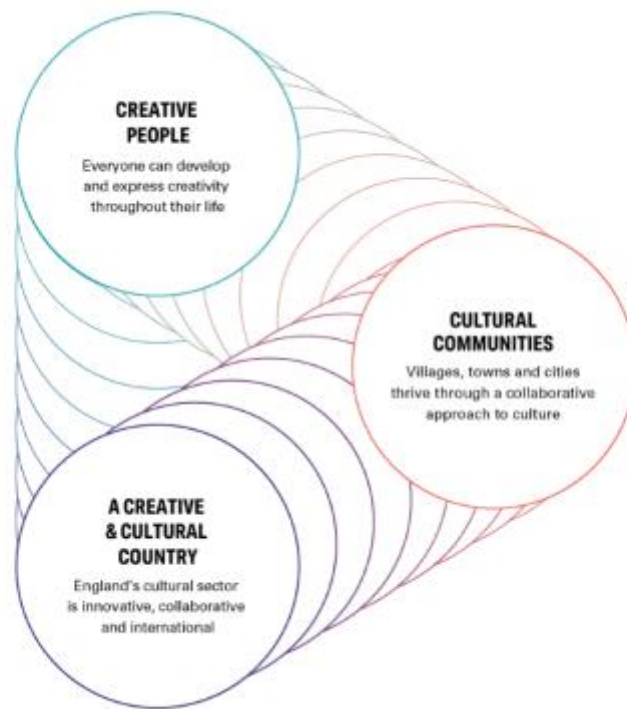 CREATIVE
PEOPLE
Everyone can develop
and express creativity
throughout their life
CULTURAL
COMMUNITIES
Villages, towns and cities
thrive through a collaborative
approach to culture
A CREATIVE
& CULTURAL
COUNTRY
England's cultural sector
is innovative, collaborative
and international